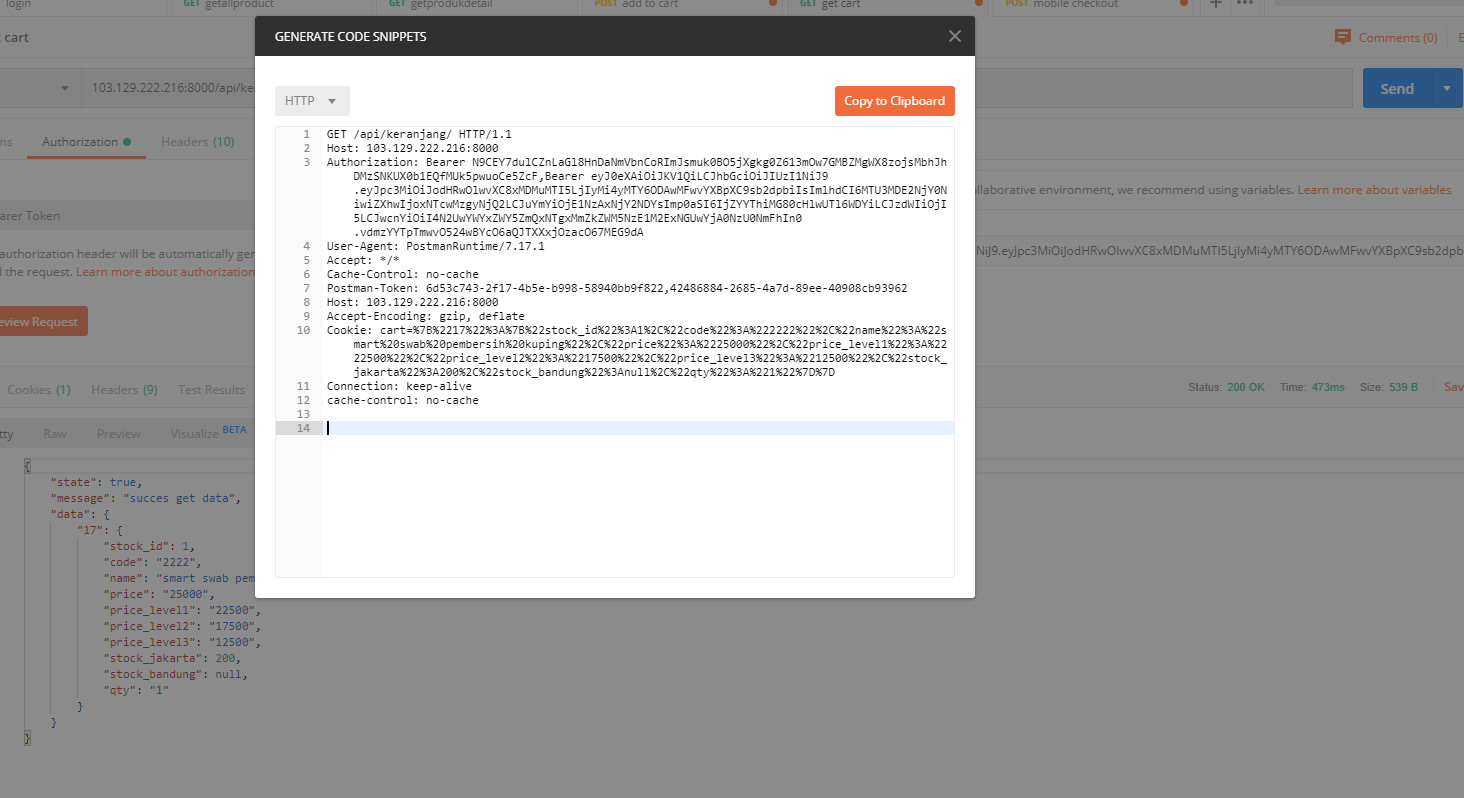 login
GET getallproduct
GET getprodukdetail
POST add to cart
GET get cart
POST mobile checkout
cart
GENERATE CODE SNIPPETS
Comments (0)
103.129.222.216:8000/api/ke
Send
HTTP
Copy to Clipboard
Authorization
Headers (10)
1 GET /api/keranjang/ HTTP/1.1
2 Host: 103.129.222.216:8000
3 Authorization: Bearer N9CEY7dulCZnLaGl8HnDaNmVbnCoRImJsmuk0BO5jXgkg0Z613mOw7GMBZMgWX8zojsMbhJh
DMzSNKUX0b1EQfMUk5pwuoCe5ZcF,Bearer eyJ0eXAiOiJKV1QiLCJhbGciOiJIUzI1NiJ9
.eyJpc3MiOiJodHRwOlwvXC8xMDMuMTI5LjIyMi4yMTY6ODAwMFwvYXBpXC9sb2dpbiIsImlhdCI6MTU3MDE2NjY0N
iwiZXhwIjoxNTcwMzgyNjQ2LCJuYmYiOjE1NzAxNjY2NDYsImp0aSI6IjZYYThiMG80cHlwUTl6WDYiLCJzdWIiOjI
5LCJwcnYiOiI4N2UwYWYxZWY5ZmQxNTgxMmZkZWM5NzE1M2ExNGUwYjA0NzU0NmFhIn0
.vdmzYYTpTmwvO524wBYcO6aQJTXXxjOzacO67MEG9dA
4 User-Agent: PostmanRuntime/7.17.1
5 Accept: */*
6 Cache-Control: no-cache
7 Postman-Token: 6d53c743-2f17-4b5e-b998-58940bb9f822,42486884-2685-4a7d-89ee-40908cb93962
8 Host: 103.129.222.216:8000
9 Accept-Encoding: gzip, deflate
10 Cookie: cart=%7B%2217%22%3A%7B%22stock_id%22%3A1%2C%22code%22%3A%222222%22%2C%22name%22%3A%22s
mart%20swab%20pembersih%20kuping%22%2C%22price%22%3A%2225000%22%2C%22price_level1%22%3A%22
22500%22%2C%22price_level2%22%3A%2217500%22%2C%22price_level3%22%3A%2212500%22%2C%22stock_
jakarta%22%3A200%2C%22stock_bandung%22%3Anull%2C%22qty%22%3A%221%22%7D%7D
11 Connection: keep-alive
12 cache-control: no-cache
13
14
llaborative environment, we recommend using variables. Learn more about variables
arer Token
authorization header will be automatically ger
l the request. Learn more about authorization
NiJ9.eyJpc3MiOiJodHRwOlwvXC8xMDMuMTI5LjIyMi4yMTY6ODAwMFwvYXBpXC9sb2dpb
eview Request
Cookies (1)
Headers (9)
Test Results
Status: 200 OK Time: 473ms Size: 539 B
Sav
tty
Raw
Preview
Visualize BETA
{
"state": true,
"message": "succes get data",
"data": {
"17": {
"stock_id": 1,
"code": "2222",
"name": "smart swab pem
"price": "25000",
"price_level1": "22500",
"price_level2": "17500",
"price_level3": "12500",
"stock_jakarta": 200,
"stock_bandung": null,
"qty": "1"
}
}
}